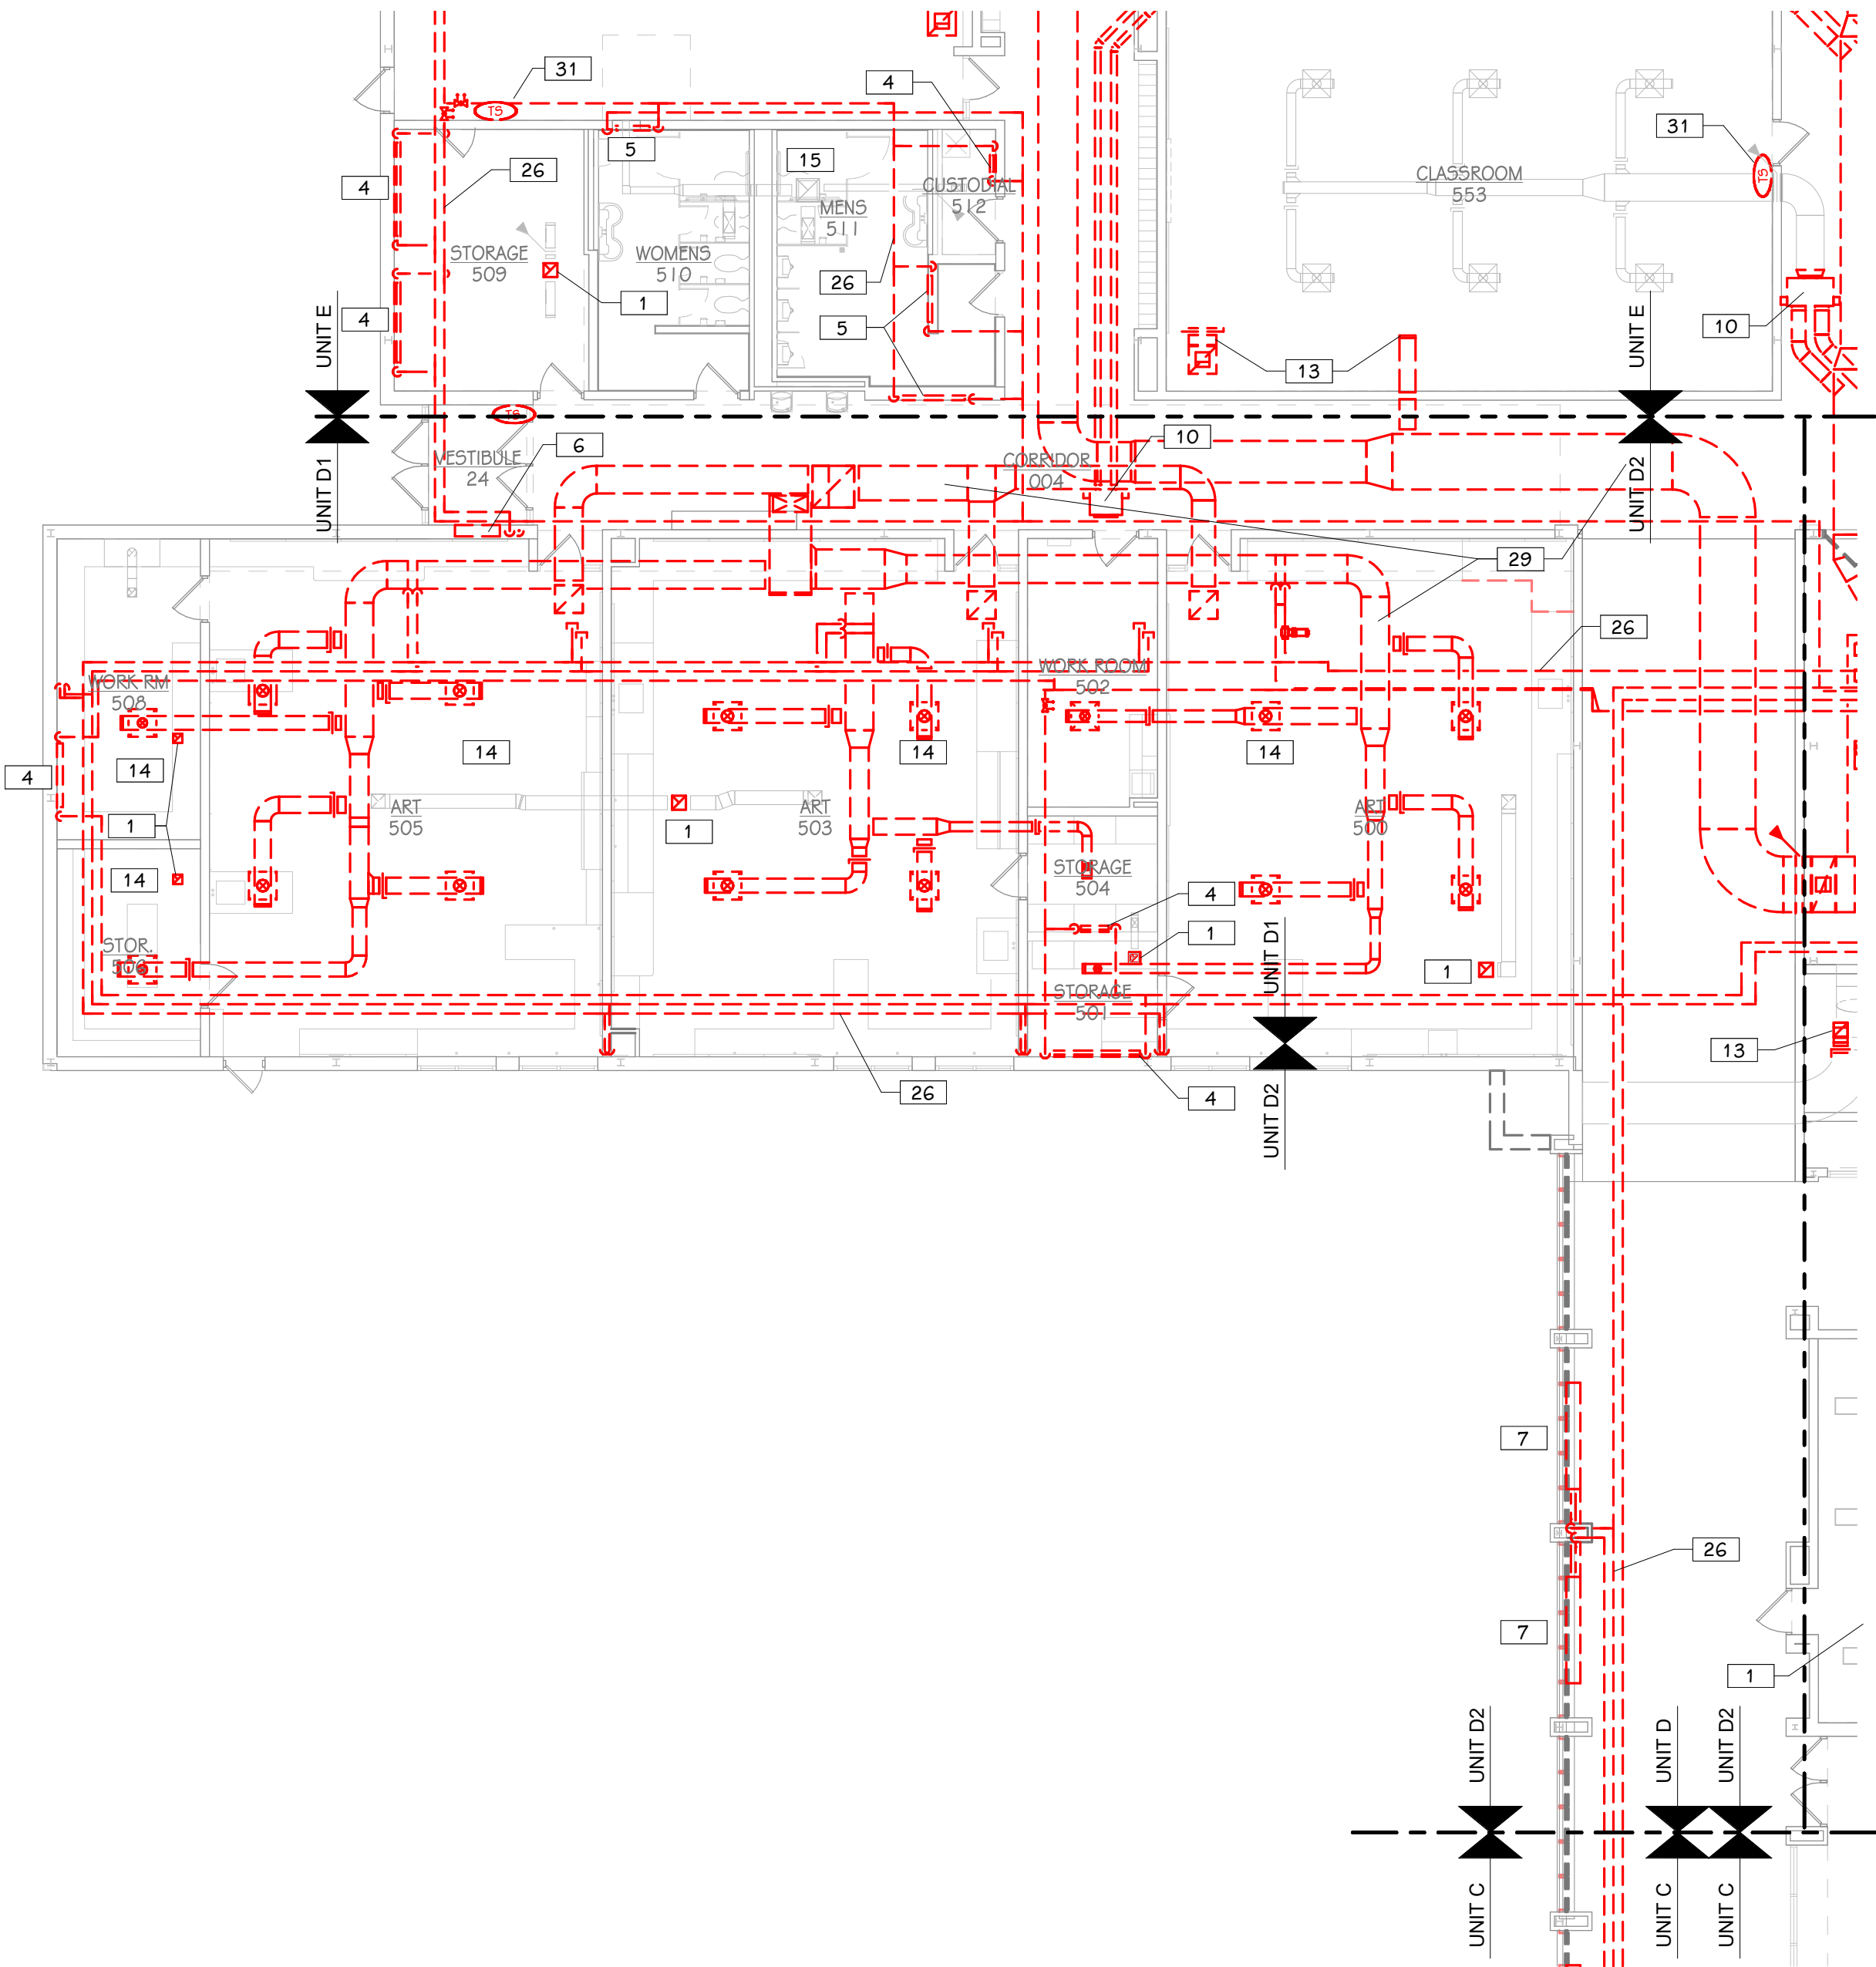 31
4
TS
31
TS
5
15
26
4
CUSTODIAL
512
CLASSROOM
553
MENS
511
STORAGE
509
WOMENS
510
26
1
4
5
10
UNIT E
UNIT E
13
TS
6
10
VESTIBULE
24
CORRIDOR
004
UNIT D1
UNIT D2
29
26
WORK RM
508
WORK ROOM
502
14
14
14
14
4
ART
505
ART
503
ART
500
1
1
STORAGE
504
14
4
1
UNIT D1
STOR.
506
1
STORAGE
501
13
26
4
UNIT D2
7
26
7
1
UNIT D2
UNIT D
UNIT D2
UNIT C
UNIT C
UNIT C